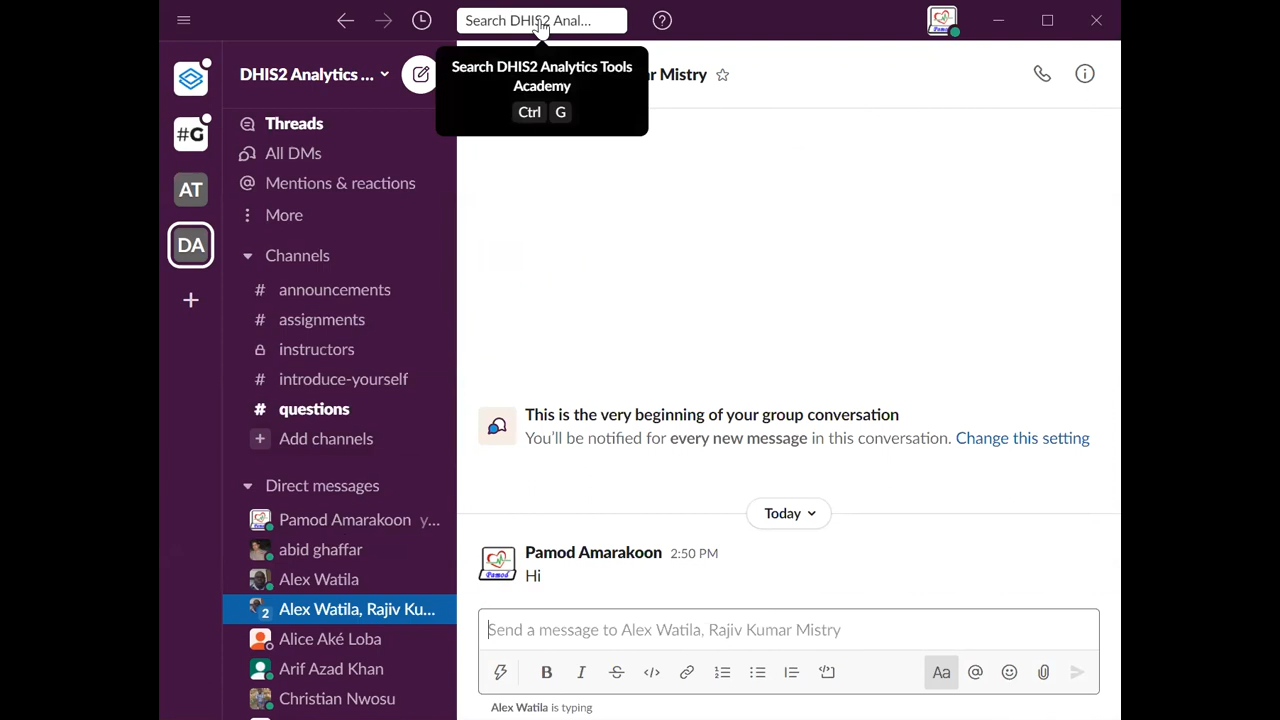 Search DHIS2 Anal...
Search DHIS2 Analytics Tools
Academy
Ctrl G
DHIS2 Analytics ...
ar Mistry
#G
AT
DA
+
Threads
All DMs
Mentions & reactions
More
Channels
# announcements
# assignments
instructors
# introduce-yourself
# questions
+ Add channels
Direct messages
Pamod Amarakoon y...
abid ghaffar
Alex Watila
2 Alex Watila, Rajiv Ku...
Alice Aké Loba
Arif Azad Khan
Christian Nwosu
This is the very beginning of your group conversation
You'll be notified for every new message in this conversation. Change this setting
Today
Pamod Amarakoon 2:50 PM
Hi
Send a message to Alex Watila, Rajiv Kumar Mistry
B I S Aa @
Alex Watila is typing